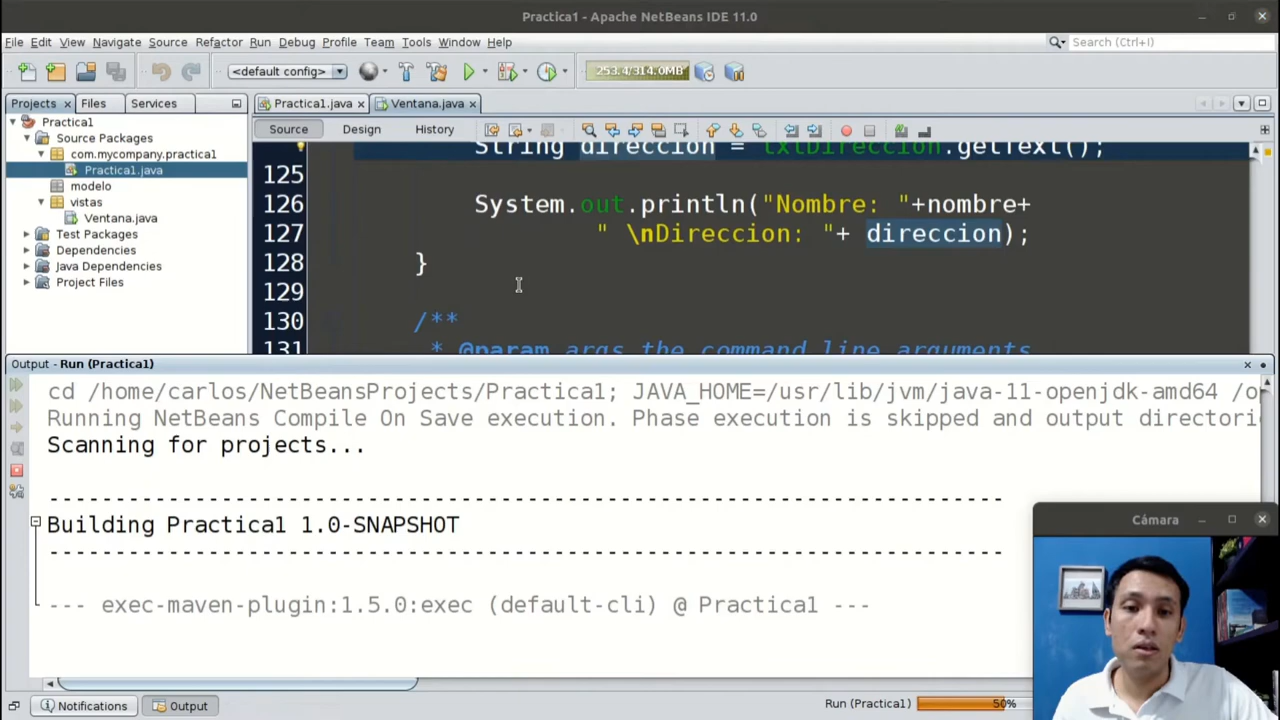 Practica1 - Apache NetBeans IDE 11.0
File Edit View Navigate Source Refactor Run Debug Profile Team Tools Window Help
Search (Ctrl+I)
<default config>
253.4/314.0MB
Projects Files Services
Practica1.java Ventana.java
Source Design History
Practica1
Source Packages
com.mycompany.practica1
Practica1.java
modelo
vistas
Ventana.java
Test Packages
Dependencies
Java Dependencies
Project Files
String direccion = txtDireccion.getText();
125
126 System.out.println("Nombre: "+nombre+
127 " \nDireccion: "+ direccion);
128 }
129
130 /**
131 * @param args the command line arguments
Output - Run (Practica1)
cd /home/carlos/NetBeansProjects/Practica1; JAVA_HOME=/usr/lib/jvm/java-11-openjdk-amd64 /o
Running NetBeans Compile On Save execution. Phase execution is skipped and output directori
Scanning for projects...
------------------------------------------------------------------------
Building Practica1 1.0-SNAPSHOT
------------------------------------------------------------------------
--- exec-maven-plugin:1.5.0:exec (default-cli) @ Practica1 ---
Cámara
Notifications Output
Run (Practica1) 50%